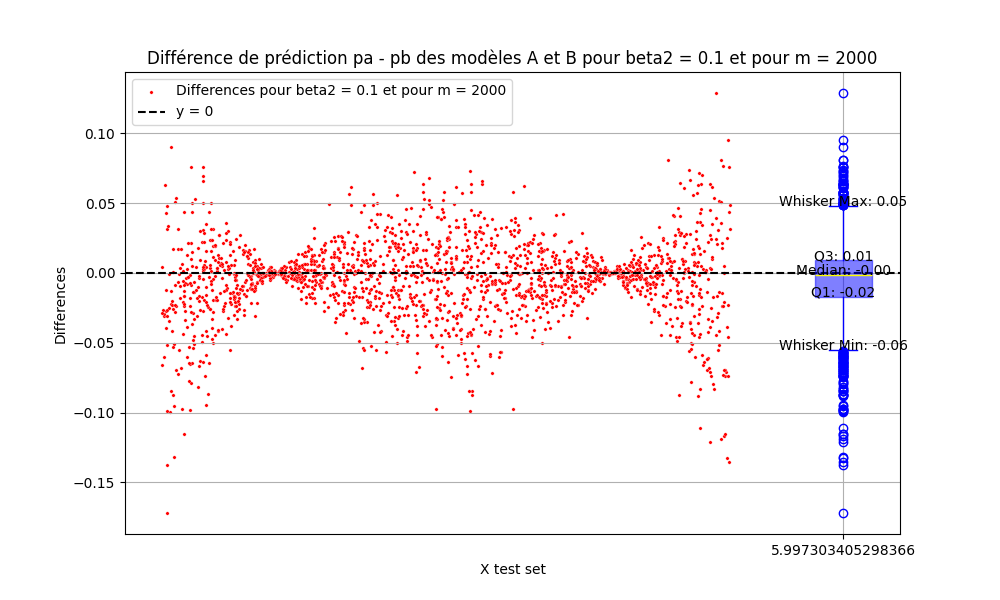 Différence de prédiction pa - pb des modèles A et B pour beta2 = 0.1 et pour m = 2000
Differences pour beta2 = 0.1 et pour m = 2000
y = 0
0.10
0.05
0.00
−0.05
−0.10
−0.15
Differences
Whisker Max: 0.05
Q3: 0.01
Median: -0.00
Q1: -0.02
Whisker Min: -0.06
5.997303405298366
X test set